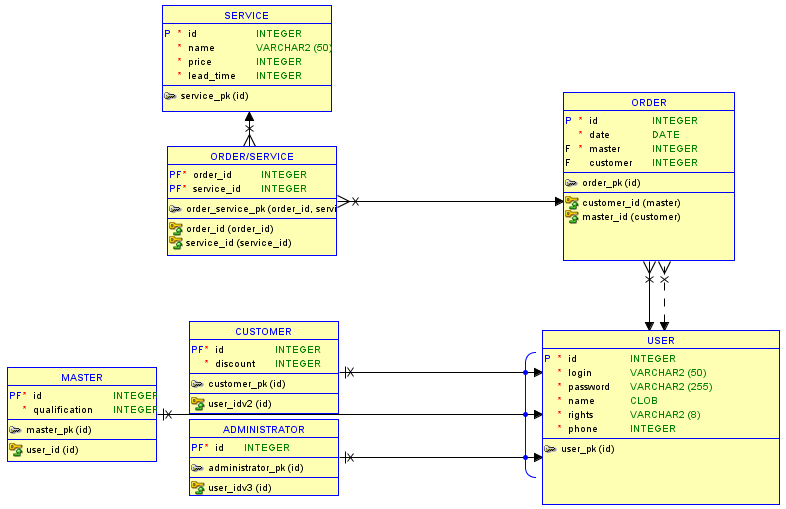 SERVICE
P * id INTEGER
* name VARCHAR2 (50)
* price INTEGER
* lead_time INTEGER
service_pk (id)
ORDER/SERVICE
PF* order_id INTEGER
PF* service_id INTEGER
order_service_pk (order_id, servi
order_id (order_id)
service_id (service_id)
ORDER
P * id INTEGER
* date DATE
F * master INTEGER
F customer INTEGER
order_pk (id)
customer_id (master)
master_id (customer)
CUSTOMER
PF* id INTEGER
* discount INTEGER
customer_pk (id)
user_idv2 (id)
MASTER
PF* id INTEGER
* qualification INTEGER
master_pk (id)
user_id (id)
ADMINISTRATOR
PF* id INTEGER
administrator_pk (id)
user_idv3 (id)
USER
P * id INTEGER
* login VARCHAR2 (50)
* password VARCHAR2 (255)
* name CLOB
* rights VARCHAR2 (8)
* phone INTEGER
user_pk (id)